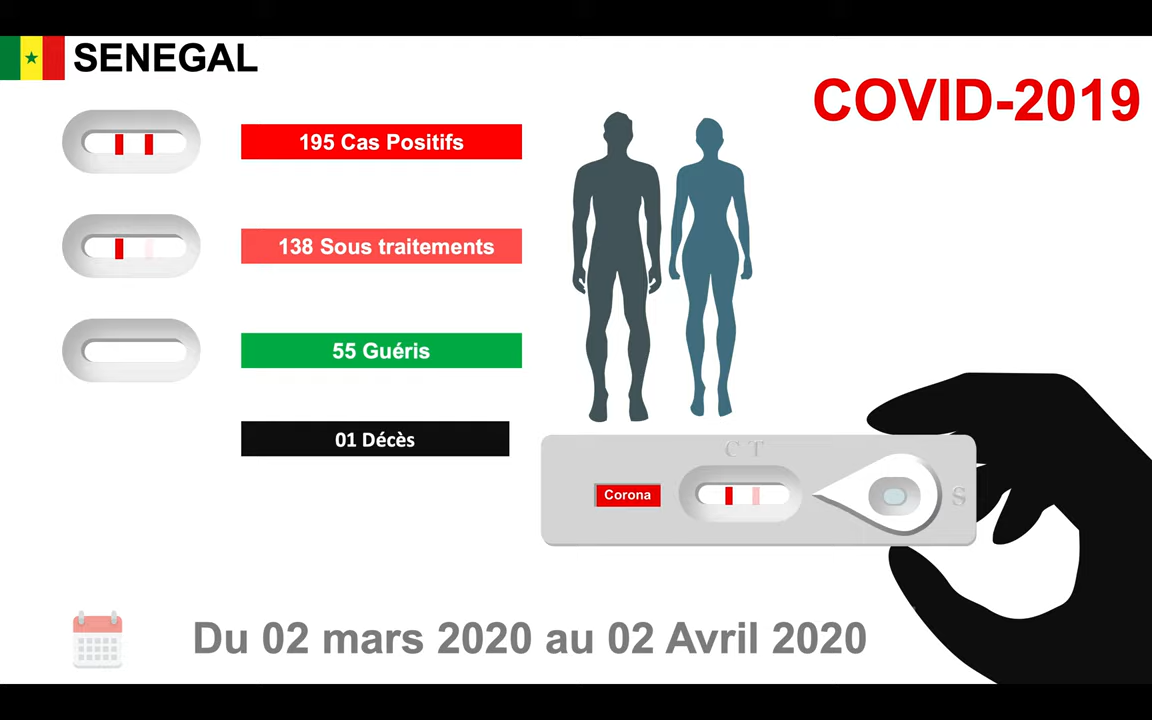 SENEGAL
COVID-2019
195 Cas Positifs
138 Sous traitements
55 Guéris
01 Décès
C T
Corona
S
Du 02 mars 2020 au 02 Avril 2020